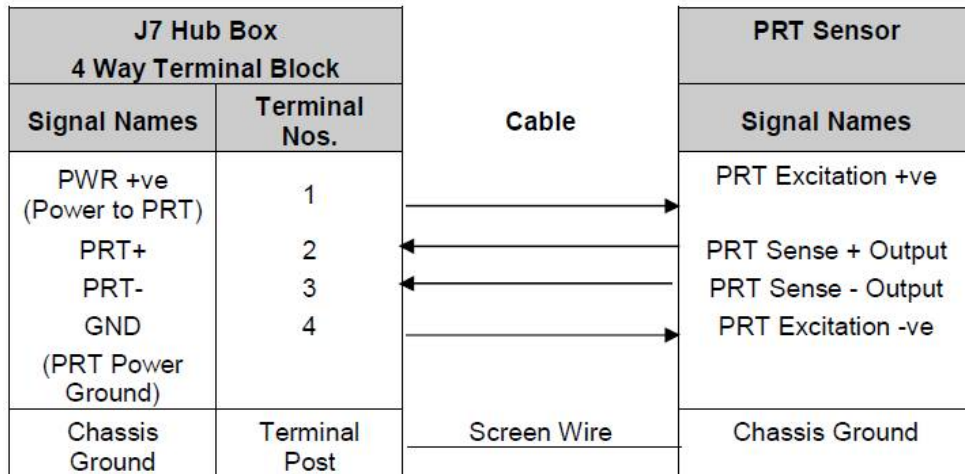 J7 Hub Box
4 Way Terminal Block
PRT Sensor
Signal Names
Terminal
Nos.
Cable
Signal Names
PWR +ve
(Power to PRT)
1
PRT Excitation +ve
PRT+
2
PRT Sense + Output
PRT-
3
PRT Sense - Output
GND
4
PRT Excitation -ve
(PRT Power
Ground)
Chassis
Ground
Terminal
Post
Screen Wire
Chassis Ground